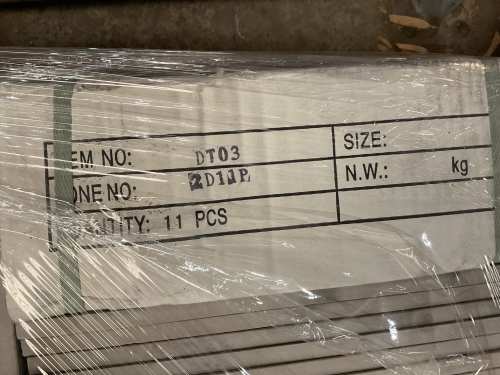 EM NO: DT03 SIZE:
ONE NO: 2D11P N.W.: kg
TITY: 11 PCS